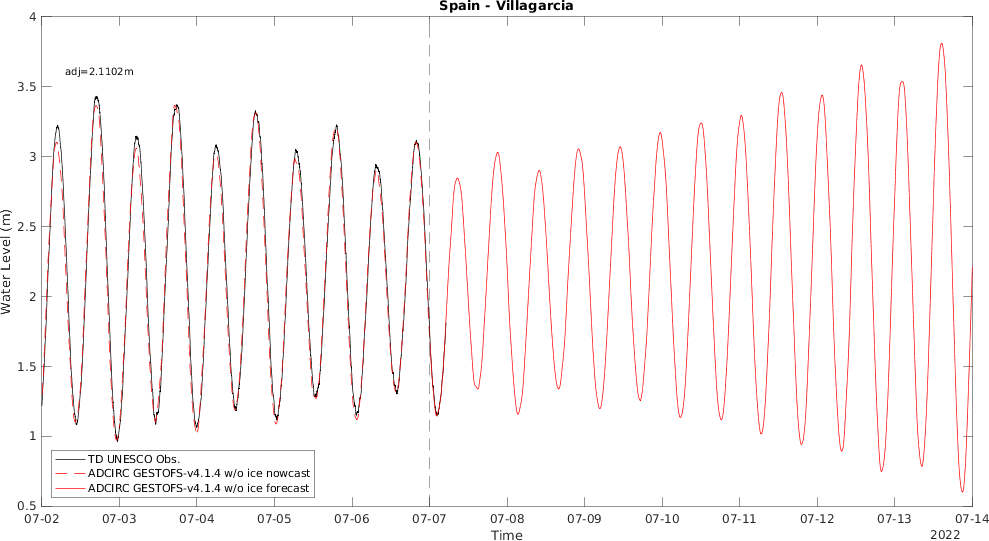 Spain - Villagarcia
4
adj=2.1102m
3.5
3
2.5
Water Level (m)
2
1.5
1
TD UNESCO Obs.
ADCIRC GESTOFS-v4.1.4 w/o ice nowcast
ADCIRC GESTOFS-v4.1.4 w/o ice forecast
0.5
07-02 07-03 07-04 07-05 07-06 07-07 07-08 07-09 07-10 07-11 07-12 07-13 07-14
Time
2022